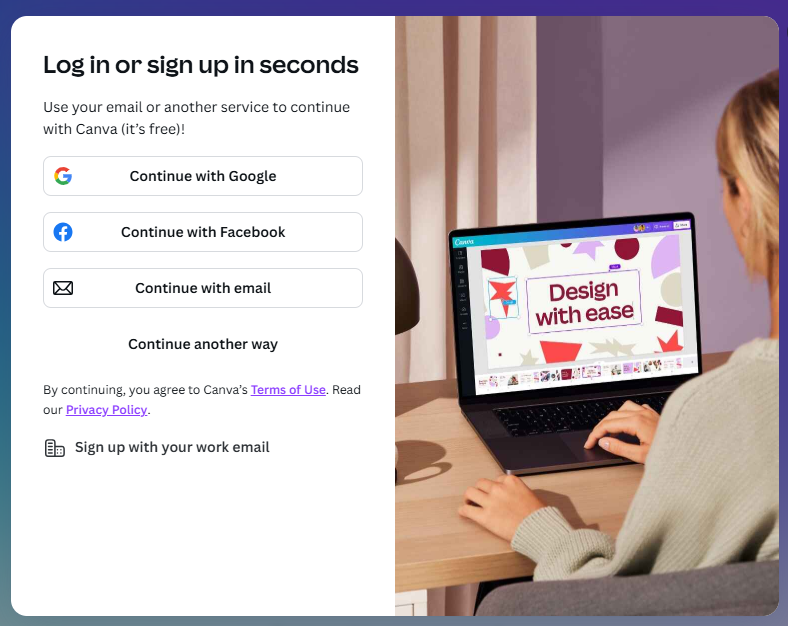 Log in or sign up in seconds
Use your email or another service to continue
with Canva (it's free)!
Continue with Google
Continue with Facebook
Continue with email
Continue another way
By continuing, you agree to Canva's Terms of Use. Read
our Privacy Policy.
Sign up with your work email
Canva
Design
with ease